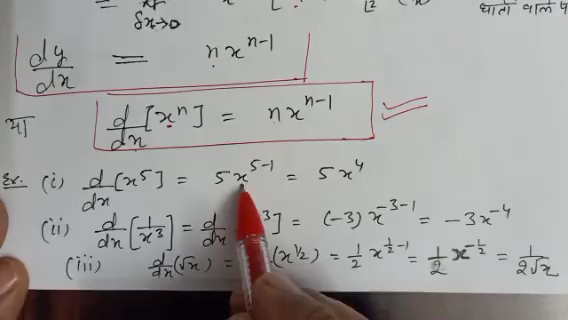 δx→0
dy/dx = nx^{n-1}
या d/dx [x^n] = nx^{n-1}
Ex. (i) d/dx [x^5] = 5x^{5-1} = 5x^4
(ii) d/dx [1/x^3] = d/dx ^3] = (-3) x^{-3-1} = -3x^{-4}
(iii) d/dx (√x) = (x^{1/2}) = 1/2 x^{1/2-1} = 1/2 x^{-1/2} = 1/(2√x)